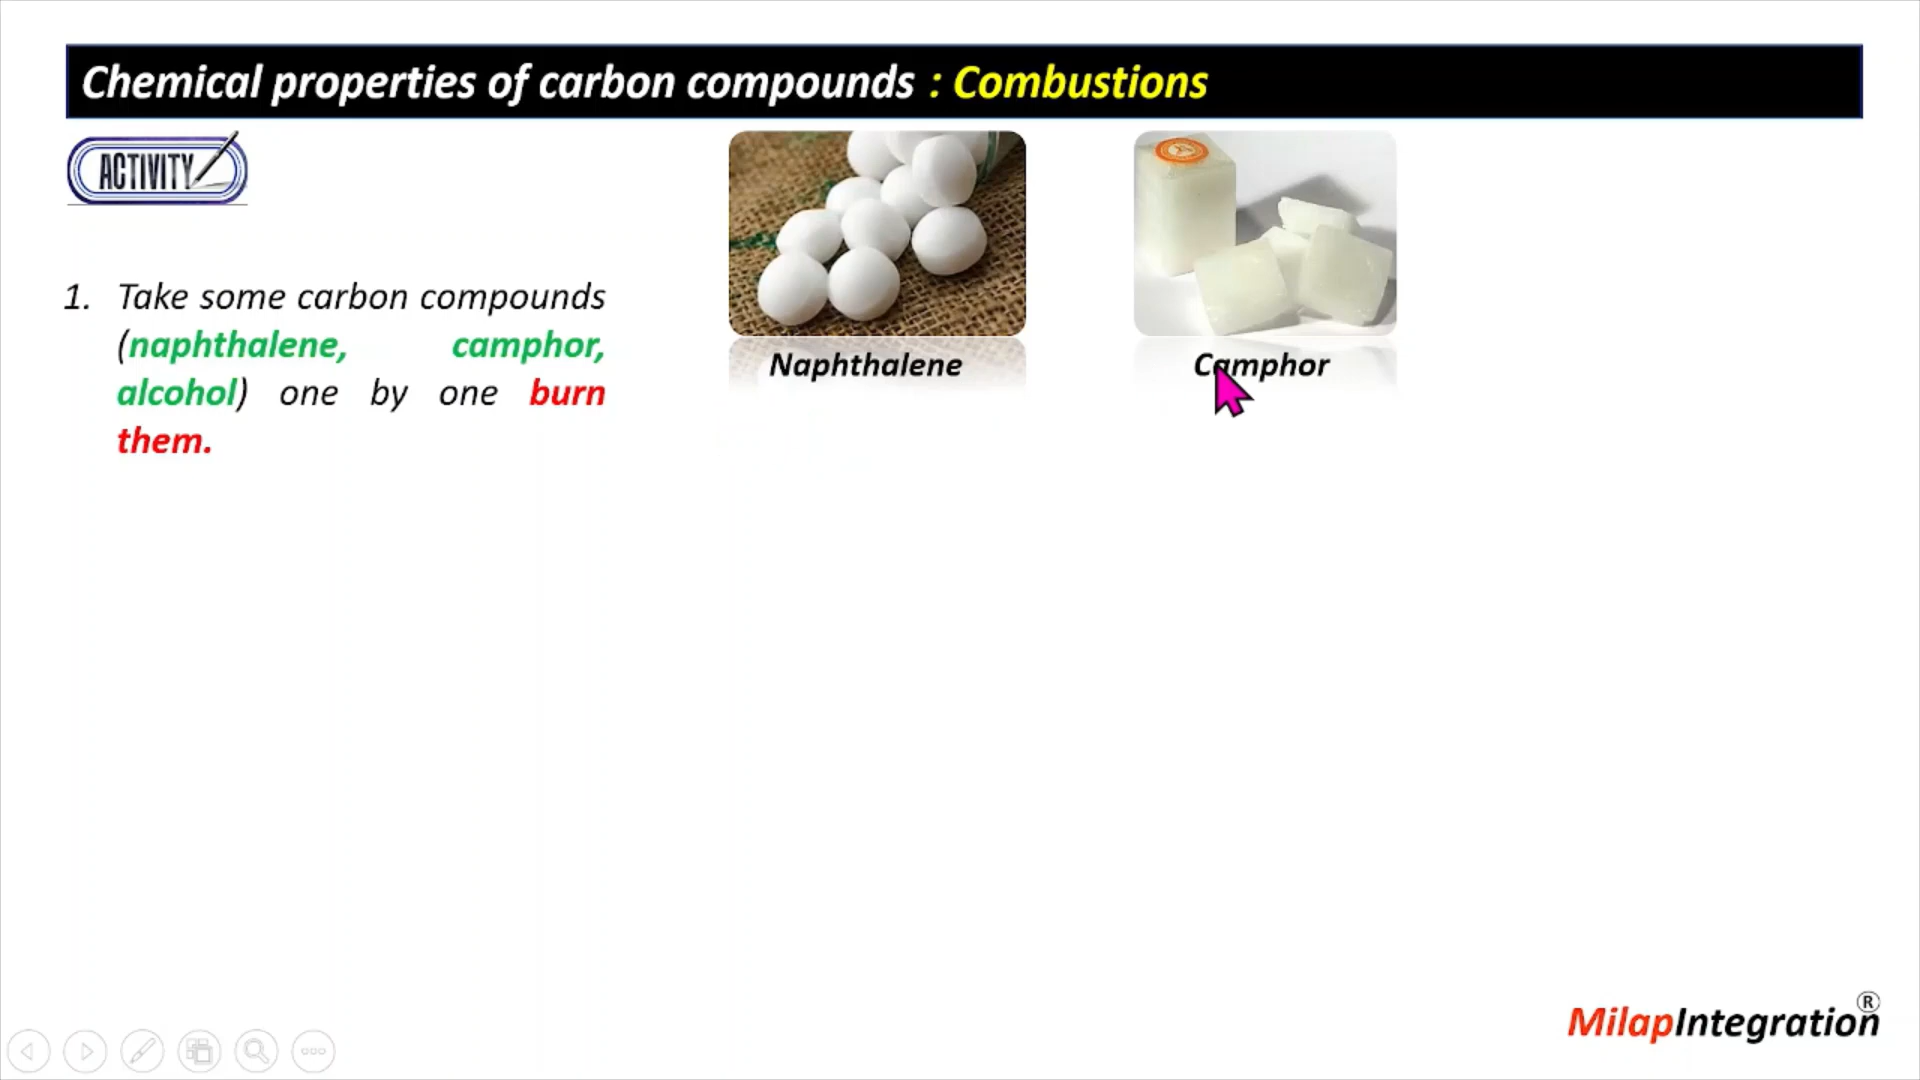 Chemical properties of carbon compounds : Combustions
ACTIVITY
1. Take some carbon compounds
(naphthalene, camphor,
alcohol) one by one burn
them.
Naphthalene
Camphor
MilapIntegration®